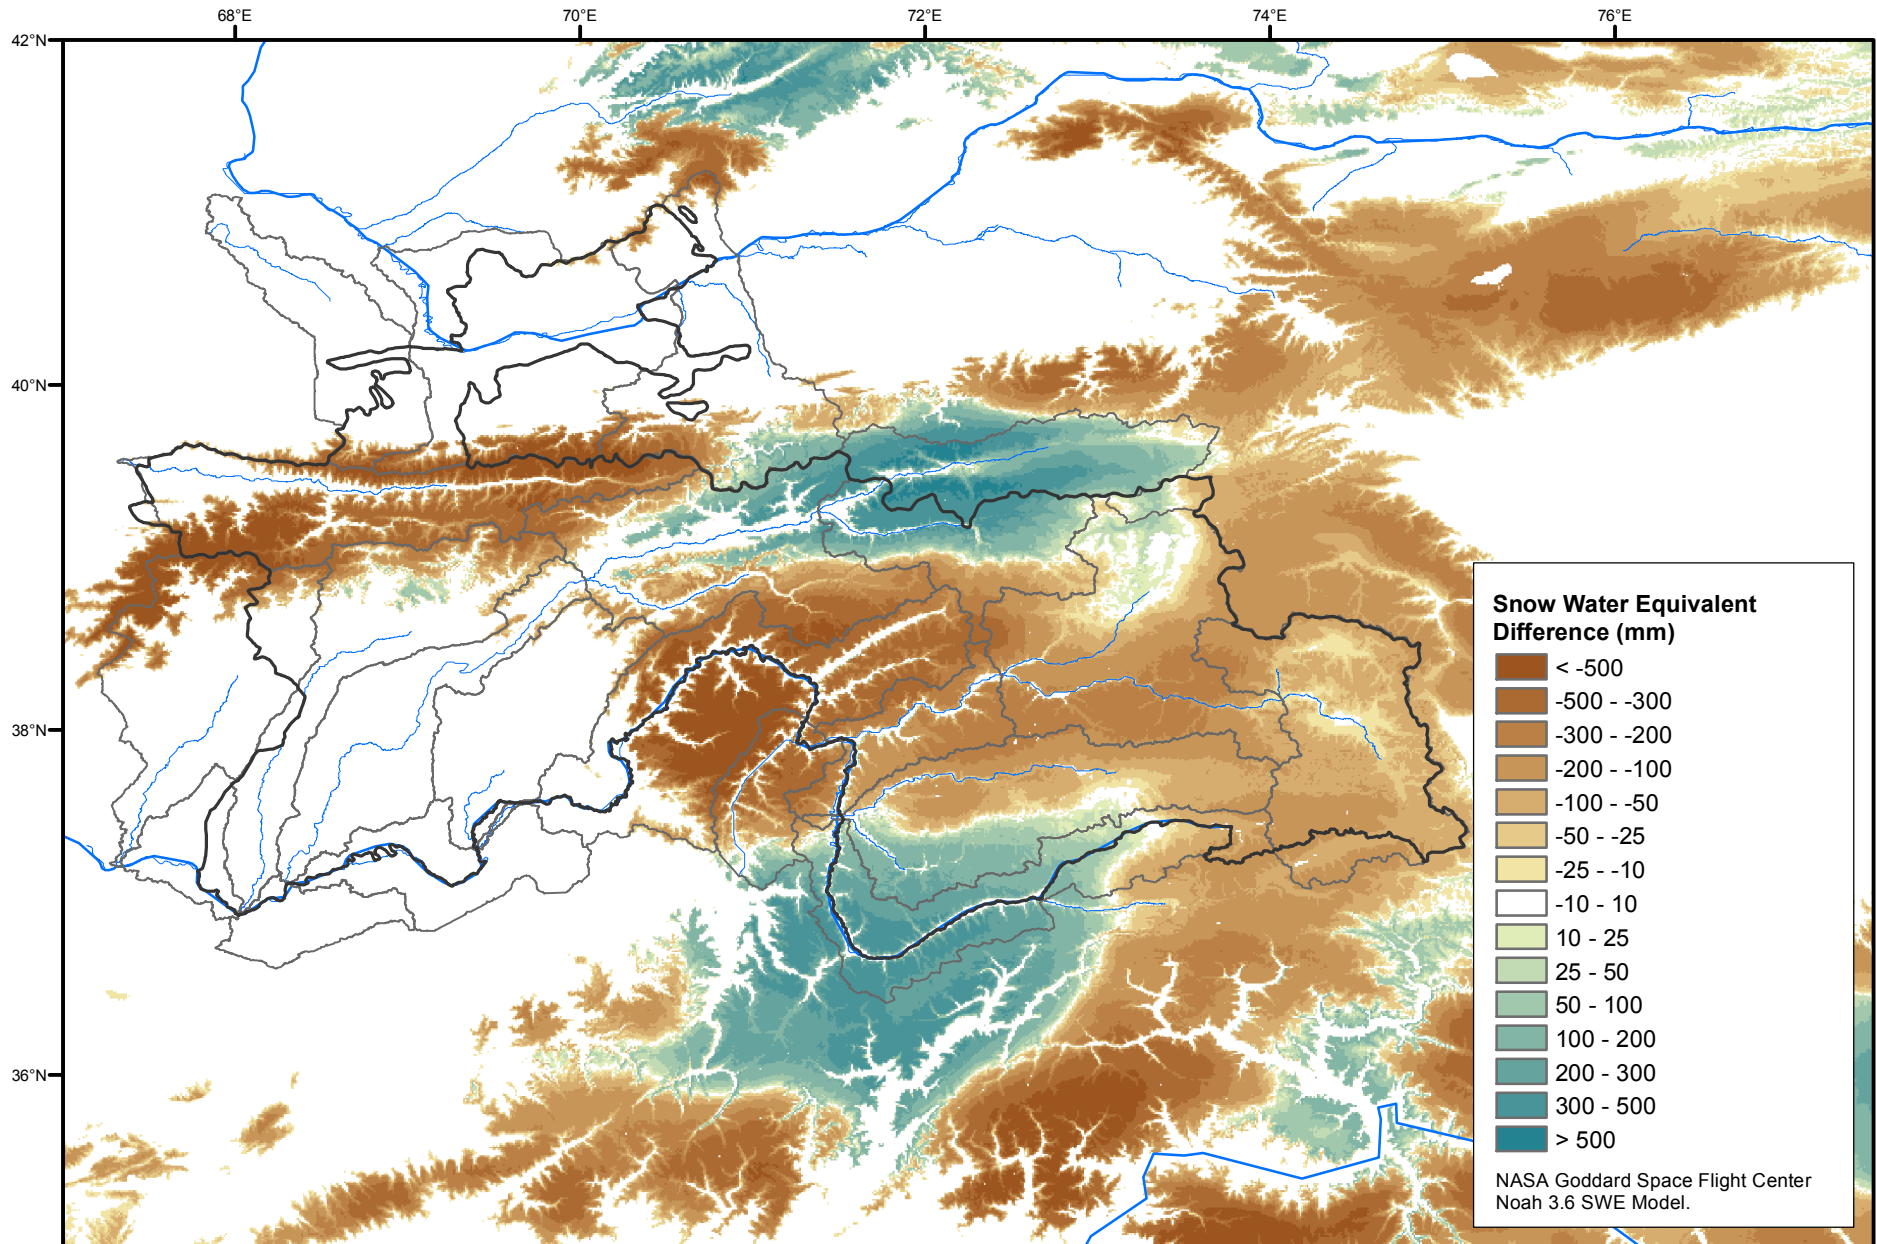 68°E 70°E 72°E 74°E 76°E
42°N
40°N
38°N
36°N
Snow Water Equivalent
Difference (mm)
< -500
-500 - -300
-300 - -200
-200 - -100
-100 - -50
-50 - -25
-25 - -10
-10 - 10
10 - 25
25 - 50
50 - 100
100 - 200
200 - 300
300 - 500
> 500
NASA Goddard Space Flight Center
Noah 3.6 SWE Model.